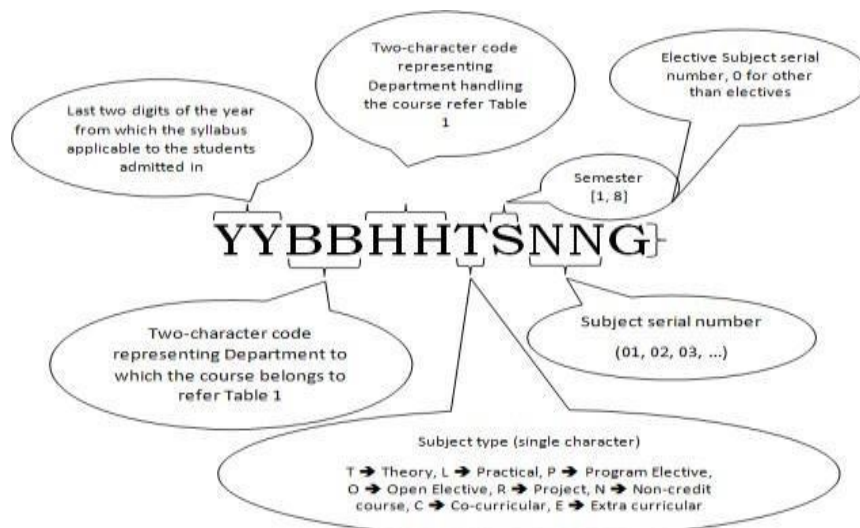 Two-character code
representing
Department handling
the course refer Table
1
Elective Subject serial
number, 0 for other
than electives
Last two digits of the year
from which the syllabus
applicable to the students
admitted in
Semester
[1, 8]
YYBBHHTSNNG
Two-character code
representing Department to
which the course belongs to
refer Table 1
Subject serial number
(01, 02, 03, ...)
Subject type (single character)
T ➔ Theory, L ➔ Practical, P ➔ Program Elective,
O ➔ Open Elective, R ➔ Project, N ➔ Non-credit
course, C ➔ Co-curricular, E ➔ Extra curricular